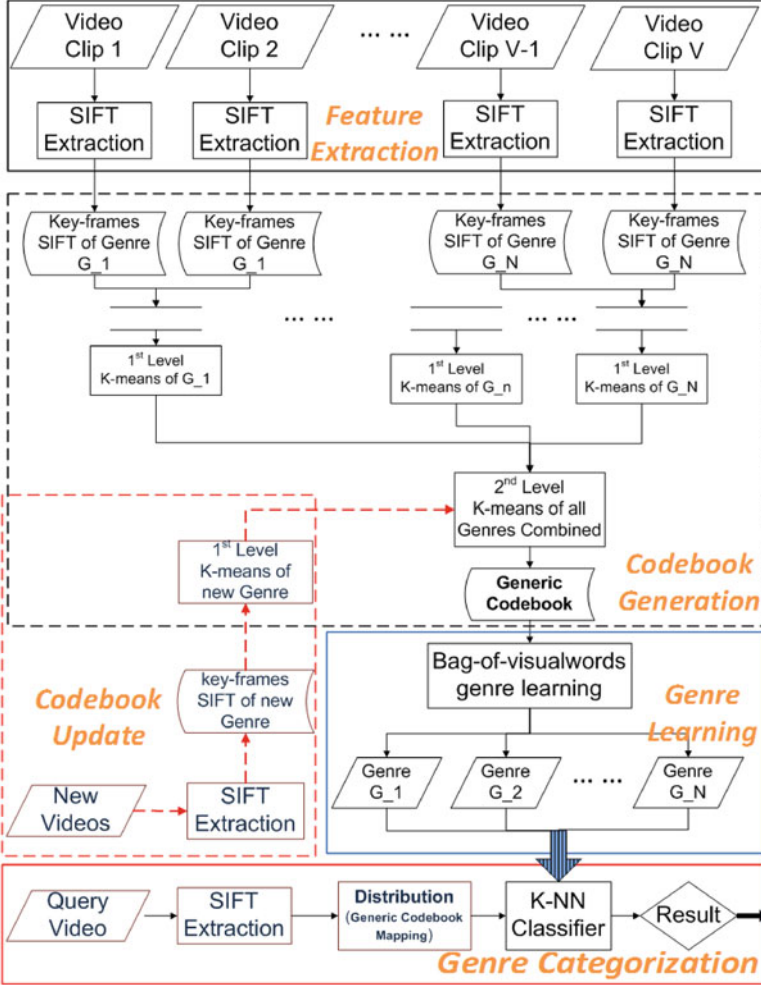 Video
Clip 1
Video
Clip 2
... ...
Video
Clip V-1
Video
Clip V
SIFT
Extraction
SIFT
Extraction
Feature
Extraction
SIFT
Extraction
SIFT
Extraction
Key-frames
SIFT of Genre
G_1
Key-frames
SIFT of Genre
G_1
Key-frames
SIFT of Genre
G_N
Key-frames
SIFT of Genre
G_N
... ...
... ...
1st Level
K-means of G_1
1st Level
K-means of G_n
1st Level
K-means of G_N
2nd Level
K-means of all
Genres Combined
1st Level
K-means of
new Genre
Generic
Codebook
Codebook
Generation
Bag-of-visualwords
genre learning
key-frames
SIFT of new
Genre
Codebook
Update
Genre
Learning
Genre
G_1
Genre
G_2
... ...
Genre
G_N
New
Videos
SIFT
Extraction
Query
Video
SIFT
Extraction
Distribution
(Generic Codebook
Mapping)
K-NN
Classifier
Result
Genre Categorization